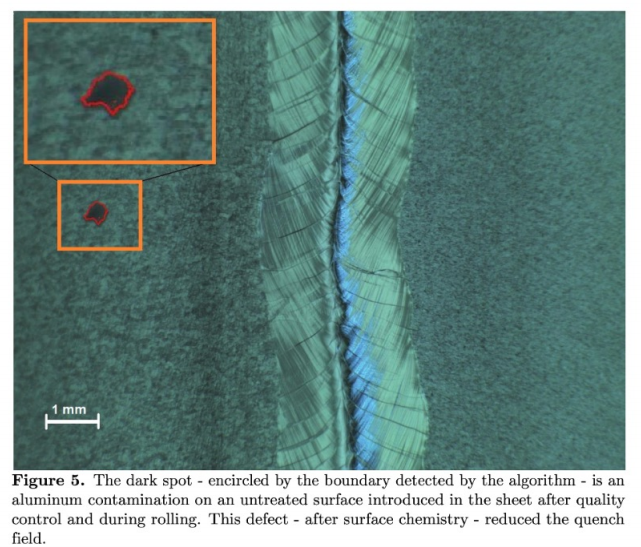 1 mm
Figure 5. The dark spot - encircled by the boundary detected by the algorithm - is an
aluminum contamination on an untreated surface introduced in the sheet after quality
control and during rolling. This defect - after surface chemistry - reduced the quench
field.